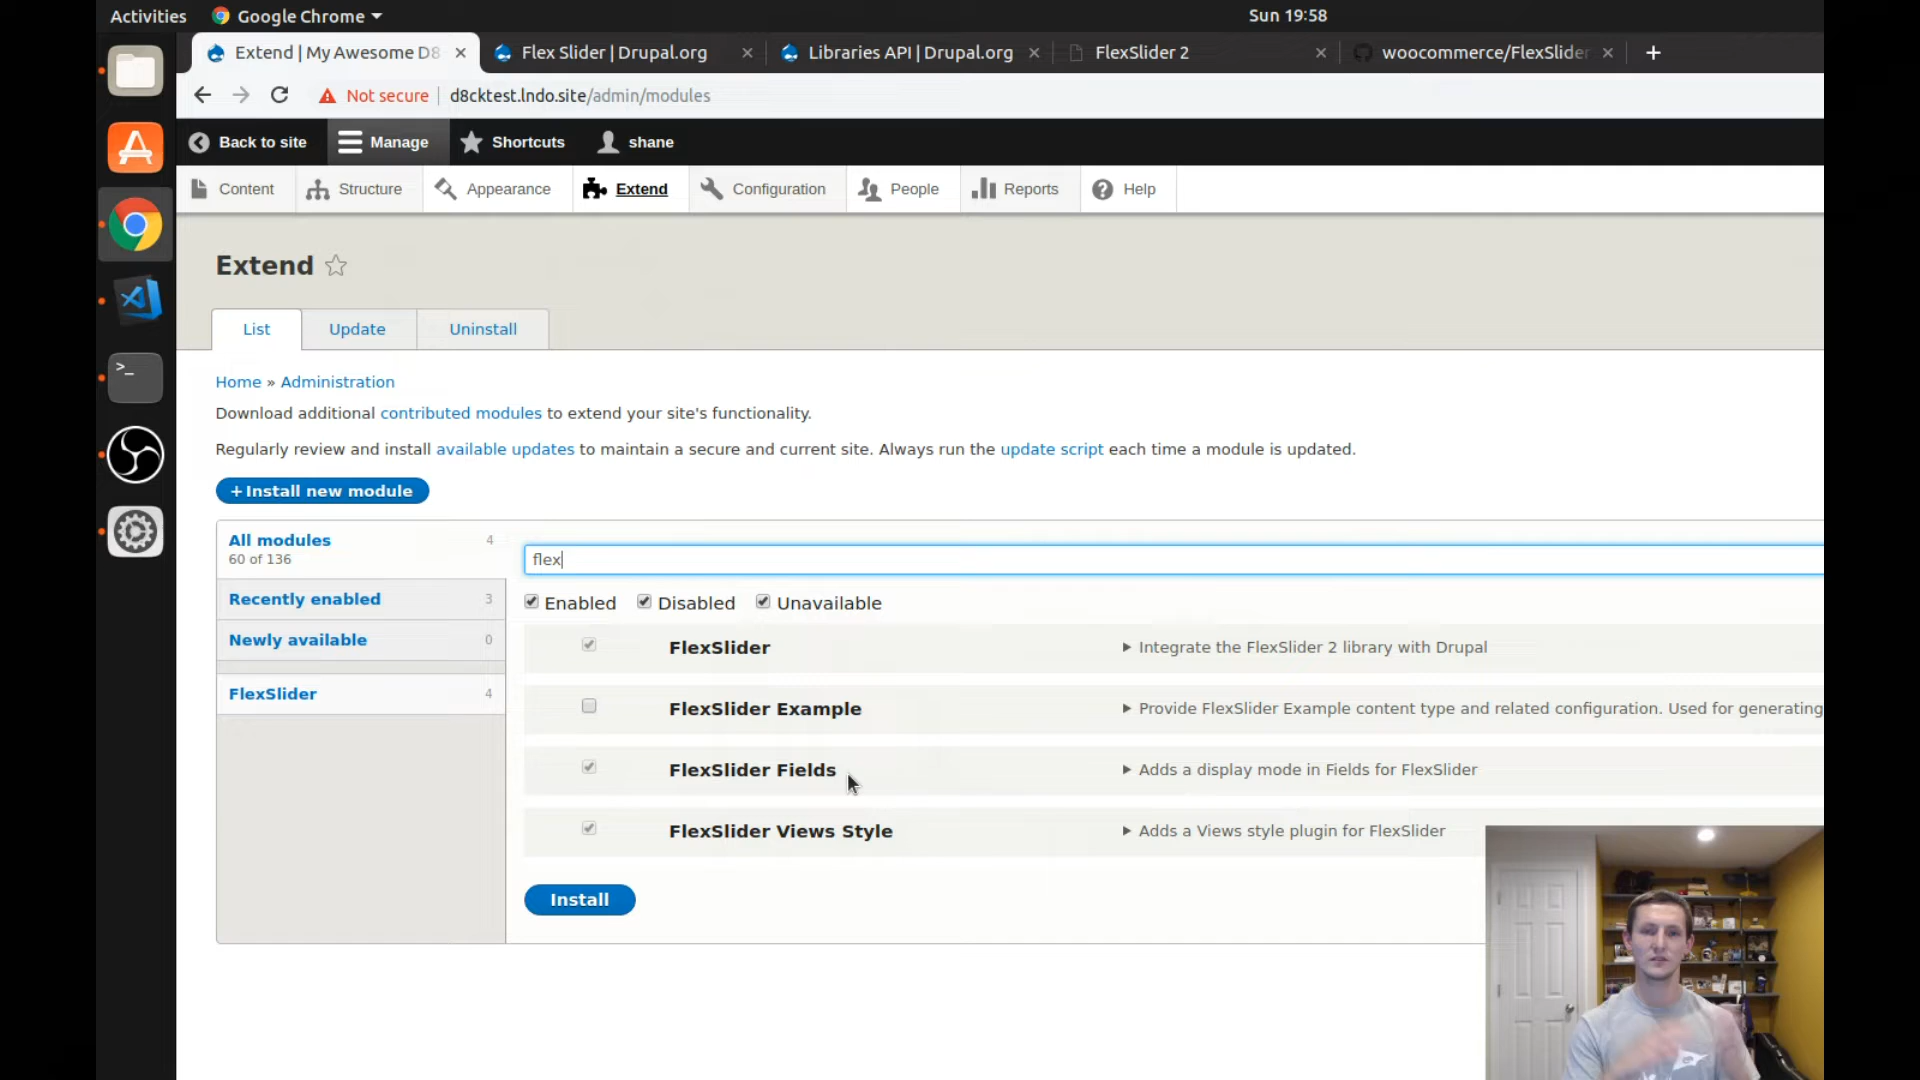 Activities
Google Chrome
Sun 19:58
Extend | My Awesome D8
Flex Slider | Drupal.org
Libraries API | Drupal.org
FlexSlider 2
woocommerce/FlexSlider
Not secure
d8cktest.lndo.site/admin/modules
Back to site
Manage
Shortcuts
shane
Content
Structure
Appearance
Extend
Configuration
People
Reports
Help
Extend
List
Update
Uninstall
Home » Administration
Download additional contributed modules to extend your site's functionality.
Regularly review and install available updates to maintain a secure and current site. Always run the update script each time a module is updated.
+Install new module
All modules 4
60 of 136
Recently enabled 3
Newly available 0
FlexSlider 4
flex
Enabled Disabled Unavailable
FlexSlider
Integrate the FlexSlider 2 library with Drupal
FlexSlider Example
Provide FlexSlider Example content type and related configuration. Used for generating
FlexSlider Fields
Adds a display mode in Fields for FlexSlider
FlexSlider Views Style
Adds a Views style plugin for FlexSlider
Install